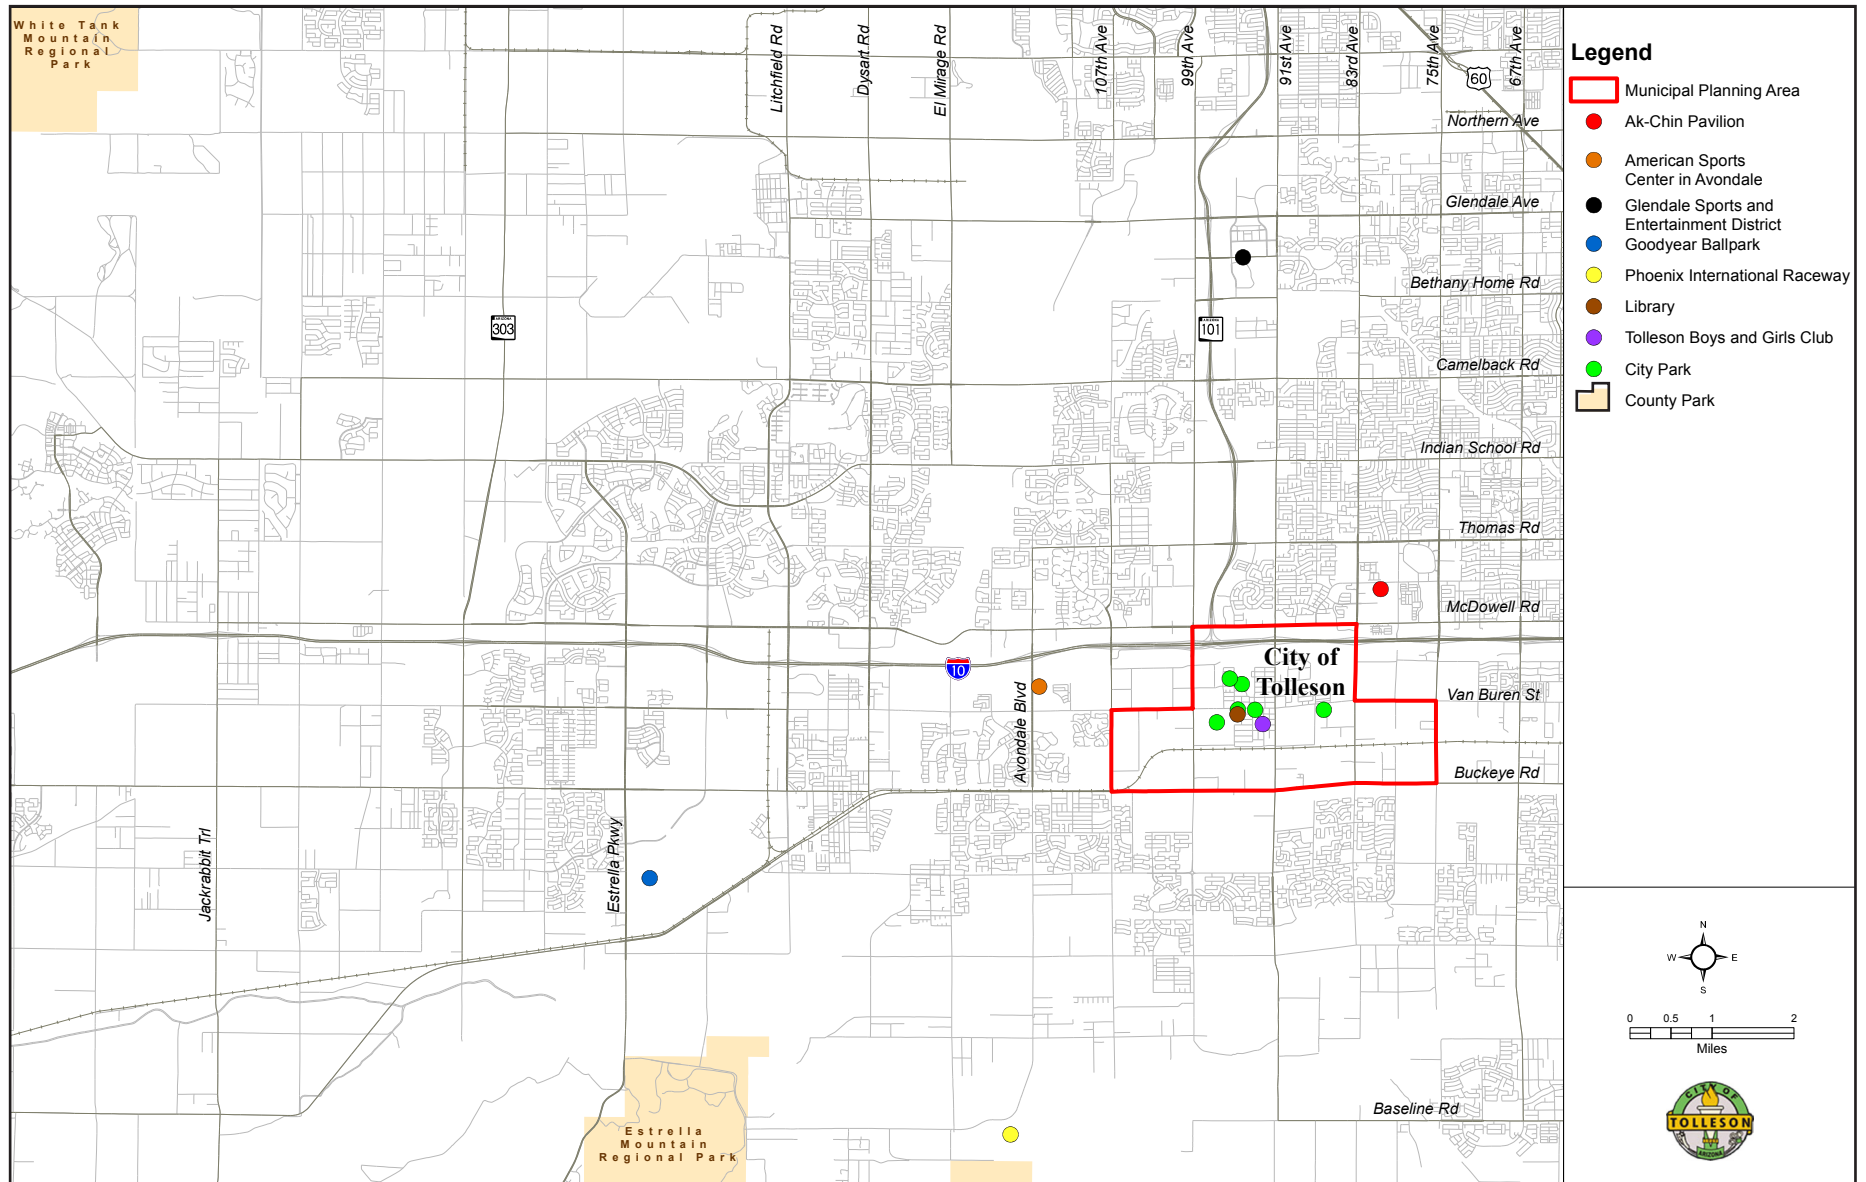 White Tank
Mountain
Regional
Park
Litchfield Rd
Dysart Rd
El Mirage Rd
107th Ave
99th Ave
91st Ave
83rd Ave
75th Ave
67th Ave
60
Northern Ave
Glendale Ave
Bethany Home Rd
ARIZONA
303
ARIZONA
101
Camelback Rd
Indian School Rd
Thomas Rd
McDowell Rd
City of
Tolleson
10
Van Buren St
Avondale Blvd
Buckeye Rd
Jackrabbit Trl
Estrella Pkwy
Baseline Rd
Estrella
Mountain
Regional Park
Legend
Municipal Planning Area
Ak-Chin Pavilion
American Sports
Center in Avondale
Glendale Sports and
Entertainment District
Goodyear Ballpark
Phoenix International Raceway
Library
Tolleson Boys and Girls Club
City Park
County Park
N
W E
S
0 0.5 1 2
Miles
CITY OF
TOLLESON
ARIZONA